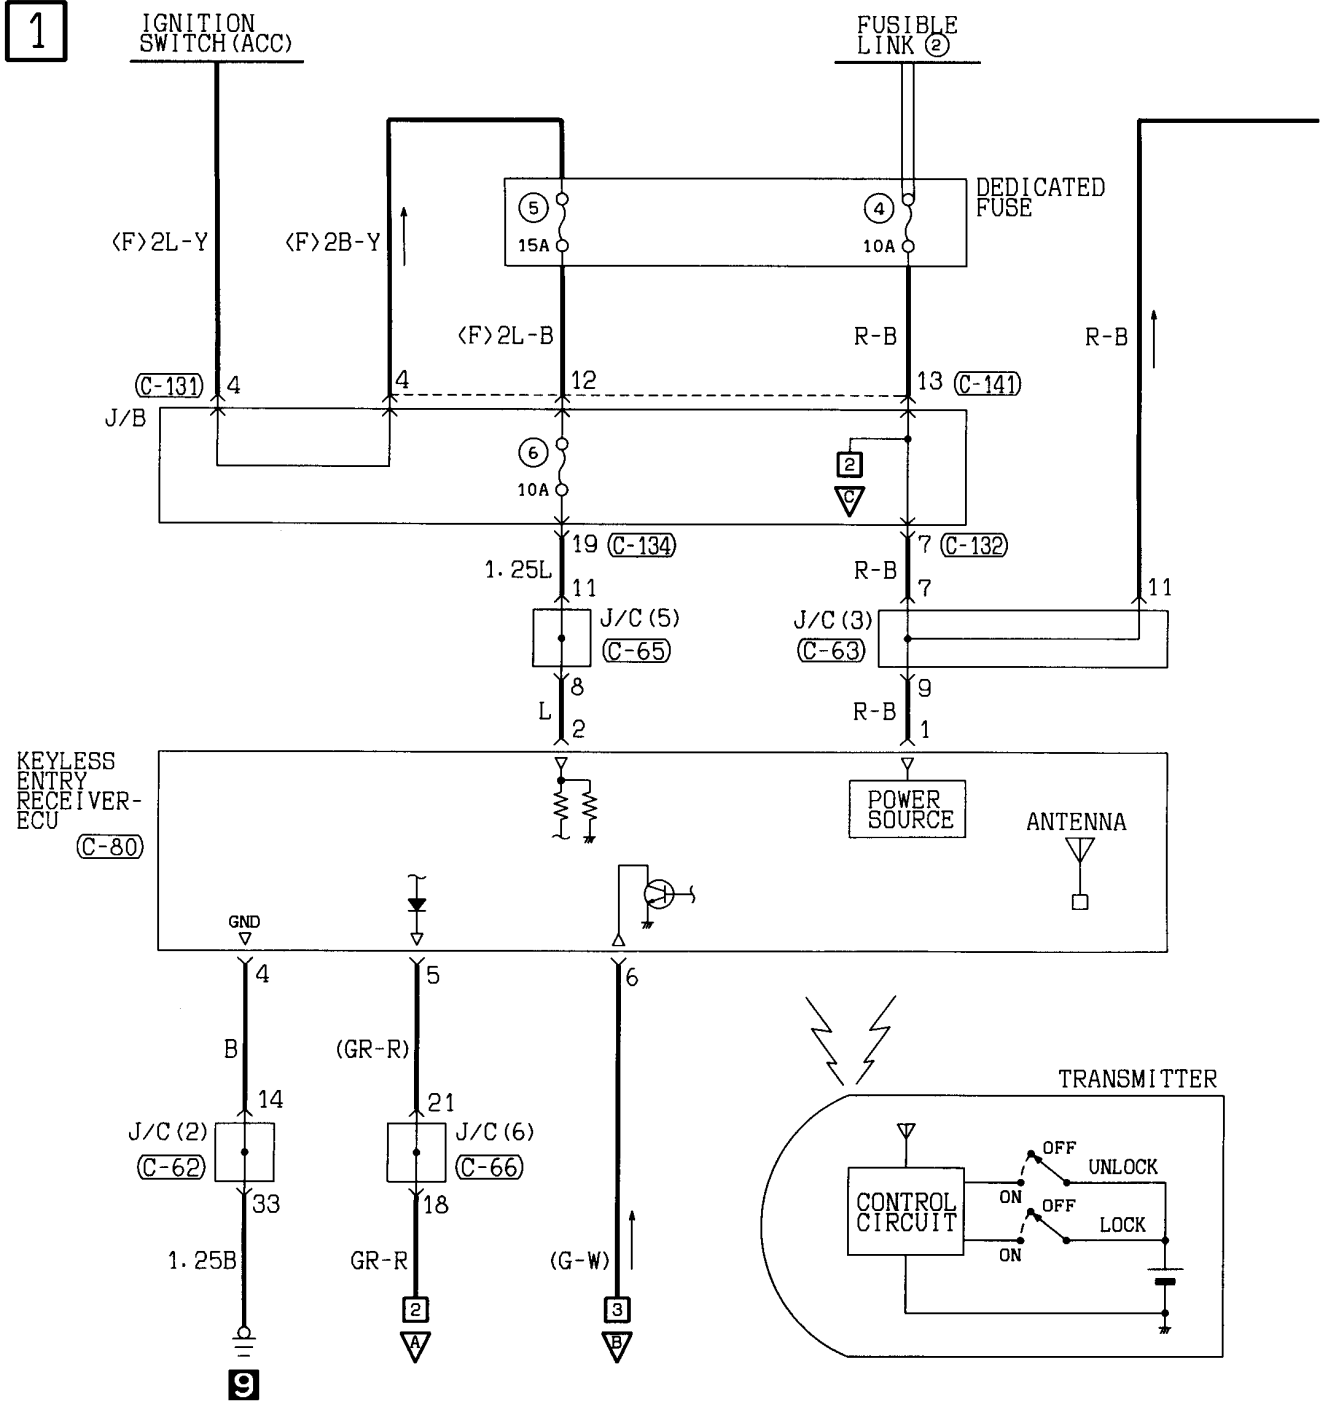 1
IGNITION
SWITCH(ACC)
FUSIBLE
LINK ②
DEDICATED
FUSE
⑤
④
15A
10A
〈F〉2L-Y
〈F〉2B-Y
〈F〉2L-B
R-B
R-B
C-131
4
4
12
13
C-141
J/B
⑥
10A
2
C
19
C-134
7
C-132
1.25L
R-B
11
7
11
J/C(5)
C-65
J/C(3)
C-63
8
9
L
R-B
2
1
KEYLESS
ENTRY
RECEIVER-
ECU
C-80
POWER
SOURCE
ANTENNA
GND
4
5
6
B
(GR-R)
TRANSMITTER
14
21
J/C(2)
C-62
J/C(6)
C-66
33
18
OFF
UNLOCK
ON
CONTROL
CIRCUIT
OFF
LOCK
ON
1.25B
GR-R
(G-W)
2
3
A
B
9